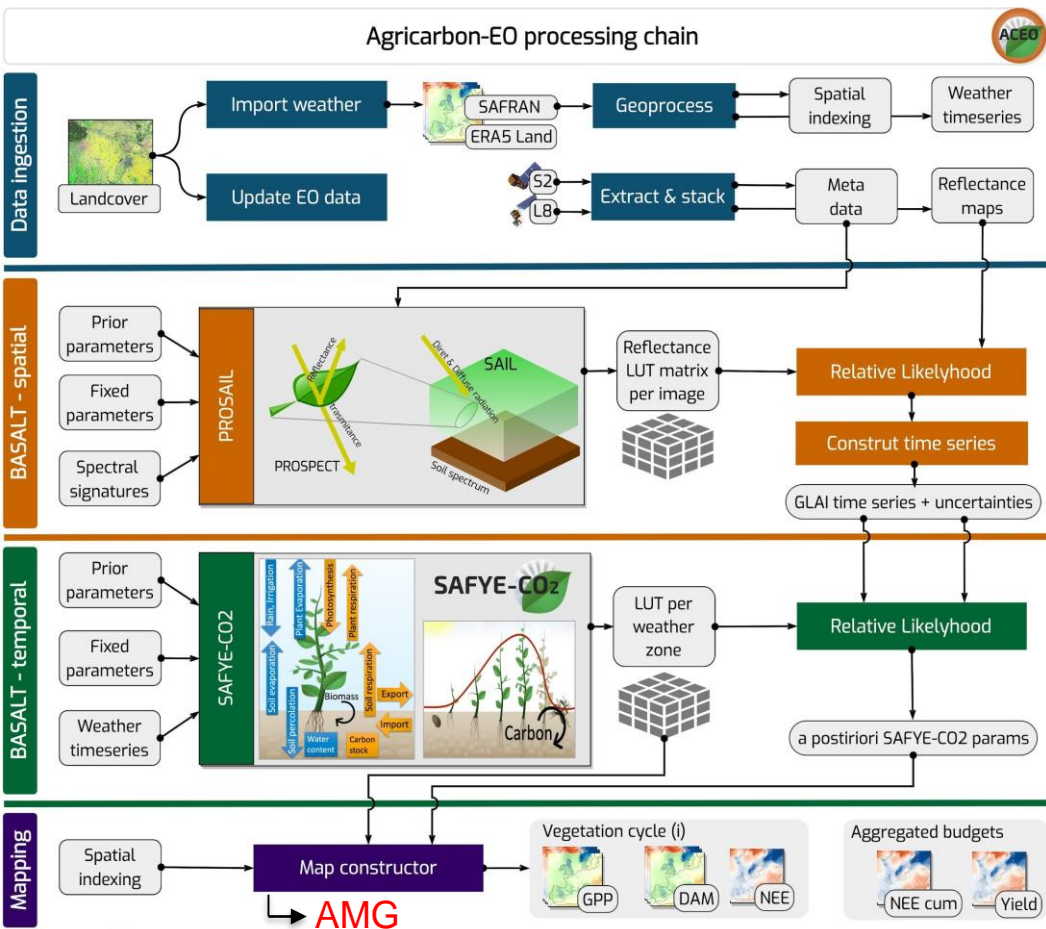 Agricarbon-EO processing chain
ACEO
Data ingestion
Landcover
Import weather
SAFRAN
ERA5 Land
Geoprocess
Spatial
indexing
Weather
timeseries
Update EO data
S2
L8
Extract & stack
Meta
data
Reflectance
maps
BASALT - spatial
Prior
parameters
Fixed
parameters
Spectral
signatures
PROSAIL
Reflectance
trasmitance
PROSPECT
Diret & Diffuse radiation
SAIL
Soil spectrum
Reflectance
LUT matrix
per image
Relative Likelyhood
Construt time series
GLAI time series + uncertainties
BASALT - temporal
Prior
parameters
Fixed
parameters
Weather
timeseries
SAFYE-CO2
Rain, Irrigation
Plant Evaporation
Photosynthesis
Plant respiration
Soil evaporation
Soil percolation
Biomass
Soil respiration
Export
Import
Water
content
Carbon
stock
SAFYE-CO2
Carbon
LUT per
weather
zone
Relative Likelyhood
a postiriori SAFYE-CO2 params
Mapping
Spatial
indexing
Map constructor
AMG
Vegetation cycle (i)
GPP
DAM
NEE
Aggregated budgets
NEE cum
Yield